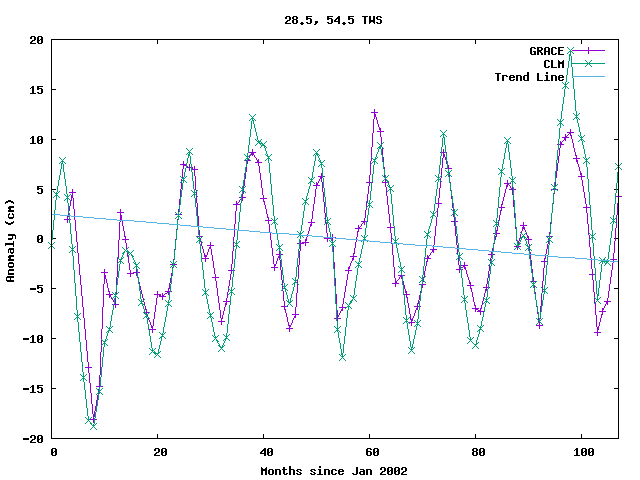 28.5, 54.5 TWS
20
15
10
5
0
-5
-10
-15
-20
Anomaly (cm)
GRACE
CLM
Trend Line
0 20 40 60 80 100
Months since Jan 2002